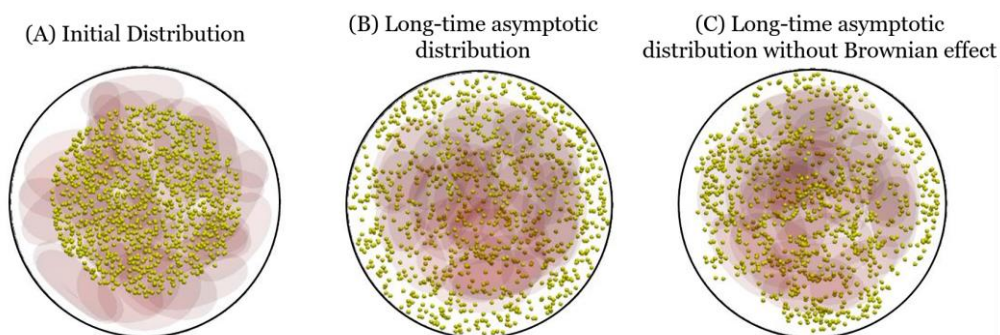 (A) Initial Distribution
(B) Long-time asymptotic
distribution
(C) Long-time asymptotic
distribution without Brownian effect